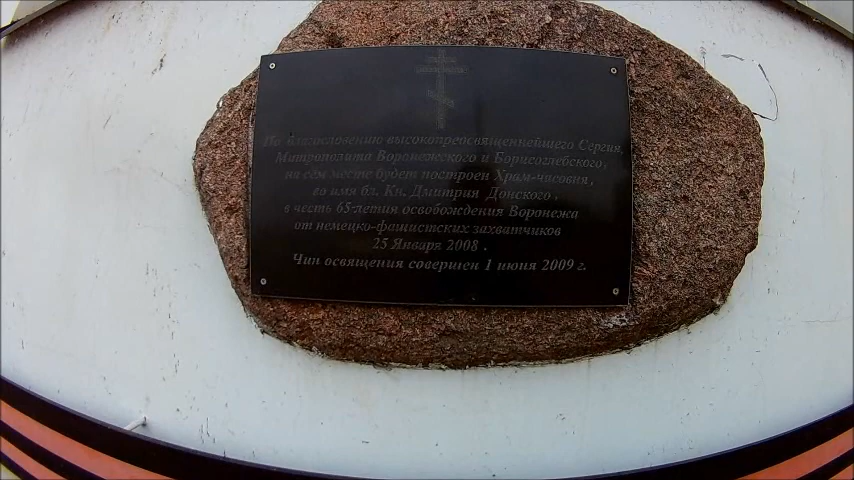 По благословению высокопреосвященнейшего Сергия,
Митрополита Воронежского и Борисоглебского,
на сём месте будет построен Храм-часовня,
во имя бл. Кн. Дмитрия Донского,
в честь 65-летия освобождения Воронежа
от немецко-фашистских захватчиков
25 Января 2008 .
Чин освящения совершен 1 июня 2009 г.